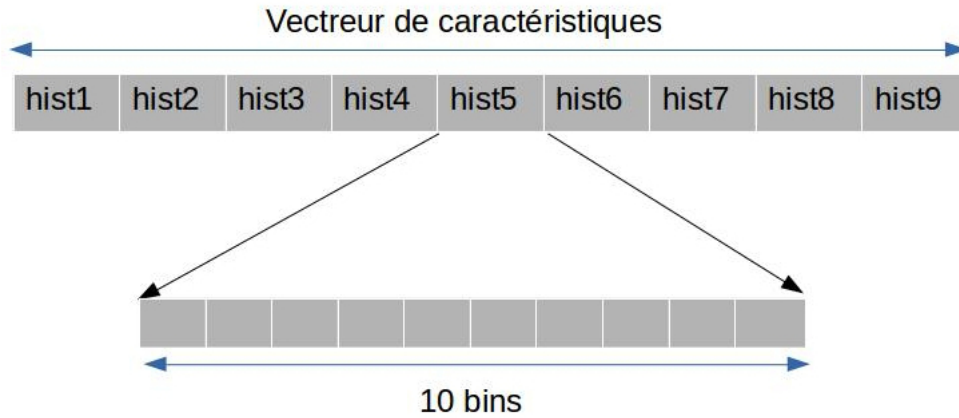 Vectreur de caractéristiques
hist1 hist2 hist3 hist4 hist5 hist6 hist7 hist8 hist9
10 bins